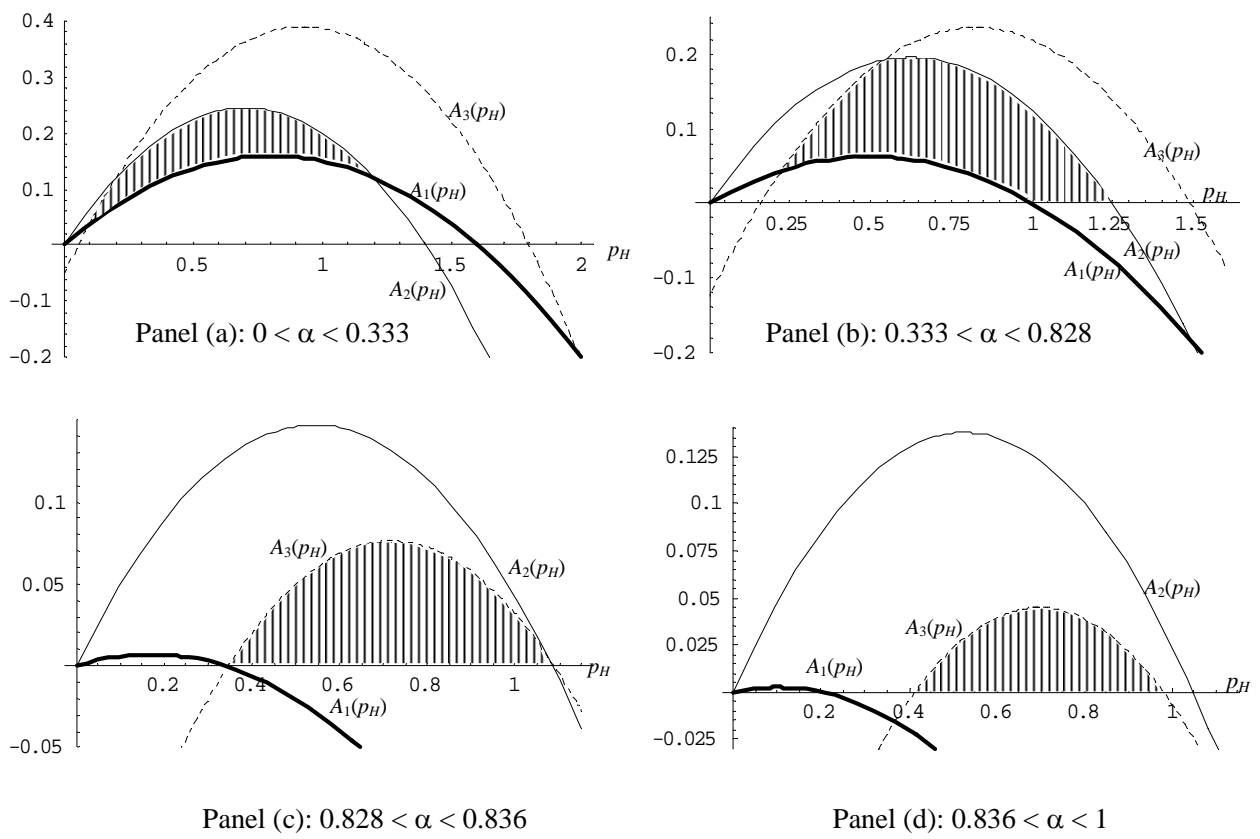 0.4
0.3
0.2
0.1
-0.1
-0.2
0.5
1
1.5
2
p_H
A_3(p_H)
A_1(p_H)
A_2(p_H)
Panel (a): 0 < α < 0.333
0.2
0.1
-0.1
-0.2
0.25
0.5
0.75
1
1.25
1.5
p_H
A_3(p_H)
A_2(p_H)
A_1(p_H)
Panel (b): 0.333 < α < 0.828
0.1
0.05
-0.05
0.2
0.4
0.6
0.8
1
p_H
A_3(p_H)
A_2(p_H)
A_1(p_H)
Panel (c): 0.828 < α < 0.836
0.125
0.1
0.075
0.05
0.025
-0.025
0.2
0.4
0.6
0.8
1
p_H
A_2(p_H)
A_3(p_H)
A_1(p_H)
Panel (d): 0.836 < α < 1